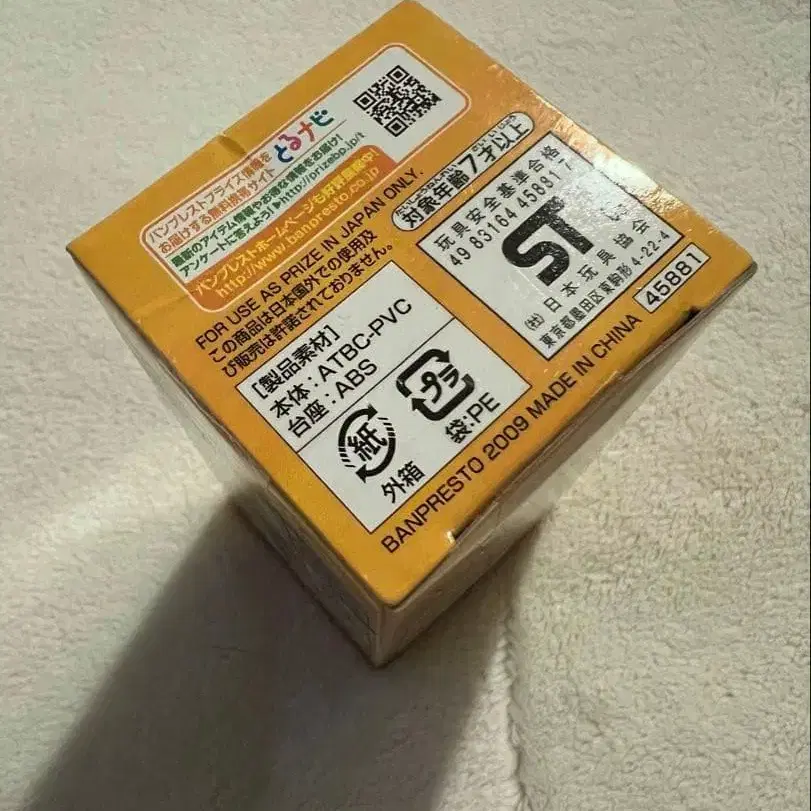 バンプレストプライズ情報を
お届けする無料携帯サイト
とるナビ
最新のアイテム情報やお得な情報をお届け!
アンケートに答えよう!▶http://prizebp.jp/t
バンプレストホームページも好評展開中!
http://www.banpresto.co.jp
FOR USE AS PRIZE IN JAPAN ONLY.
この商品は日本国外での使用及
び販売は許諾されておりません。
対象年齢7才以上
玩具安全基準合格
49 83164 45881 7
ST
(社)日本玩具協会
東京都墨田区東駒形4-22-4
45881
[製品素材]
本体:ATBC-PVC
台座:ABS
紙
外箱
プラ
袋:PE
BANPRESTO 2009 MADE IN CHINA